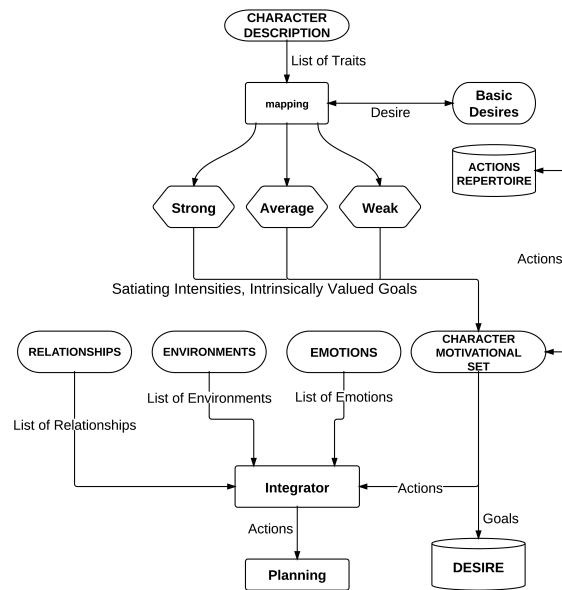 CHARACTER
DESCRIPTION
List of Traits
mapping
Desire
Basic
Desires
ACTIONS
REPERTOIRE
Strong
Average
Weak
Actions
Satiating Intensities, Intrinsically Valued Goals
RELATIONSHIPS
ENVIRONMENTS
EMOTIONS
CHARACTER
MOTIVATIONAL
SET
List of Relationships
List of Environments
List of Emotions
Integrator
Actions
Actions
Goals
Planning
DESIRE